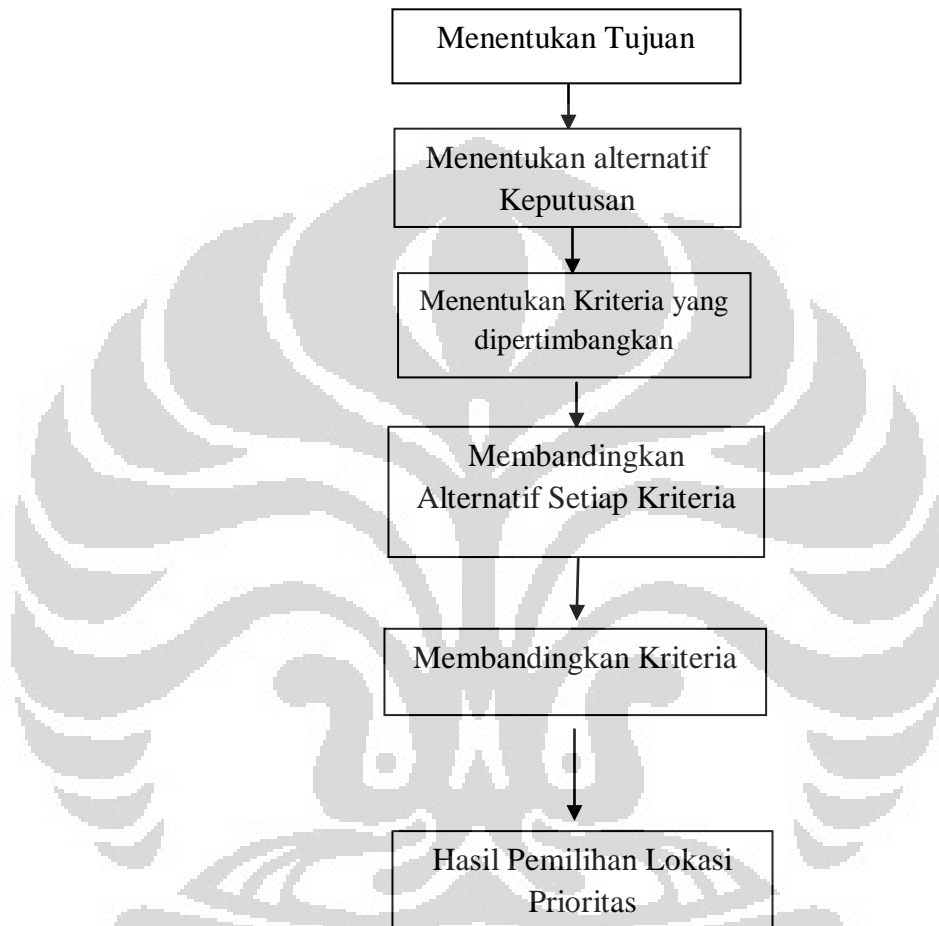 Menentukan Tujuan
Menentukan alternatif
Keputusan
Menentukan Kriteria yang
dipertimbangkan
Membandingkan
Alternatif Setiap Kriteria
Membandingkan Kriteria
Hasil Pemilihan Lokasi
Prioritas